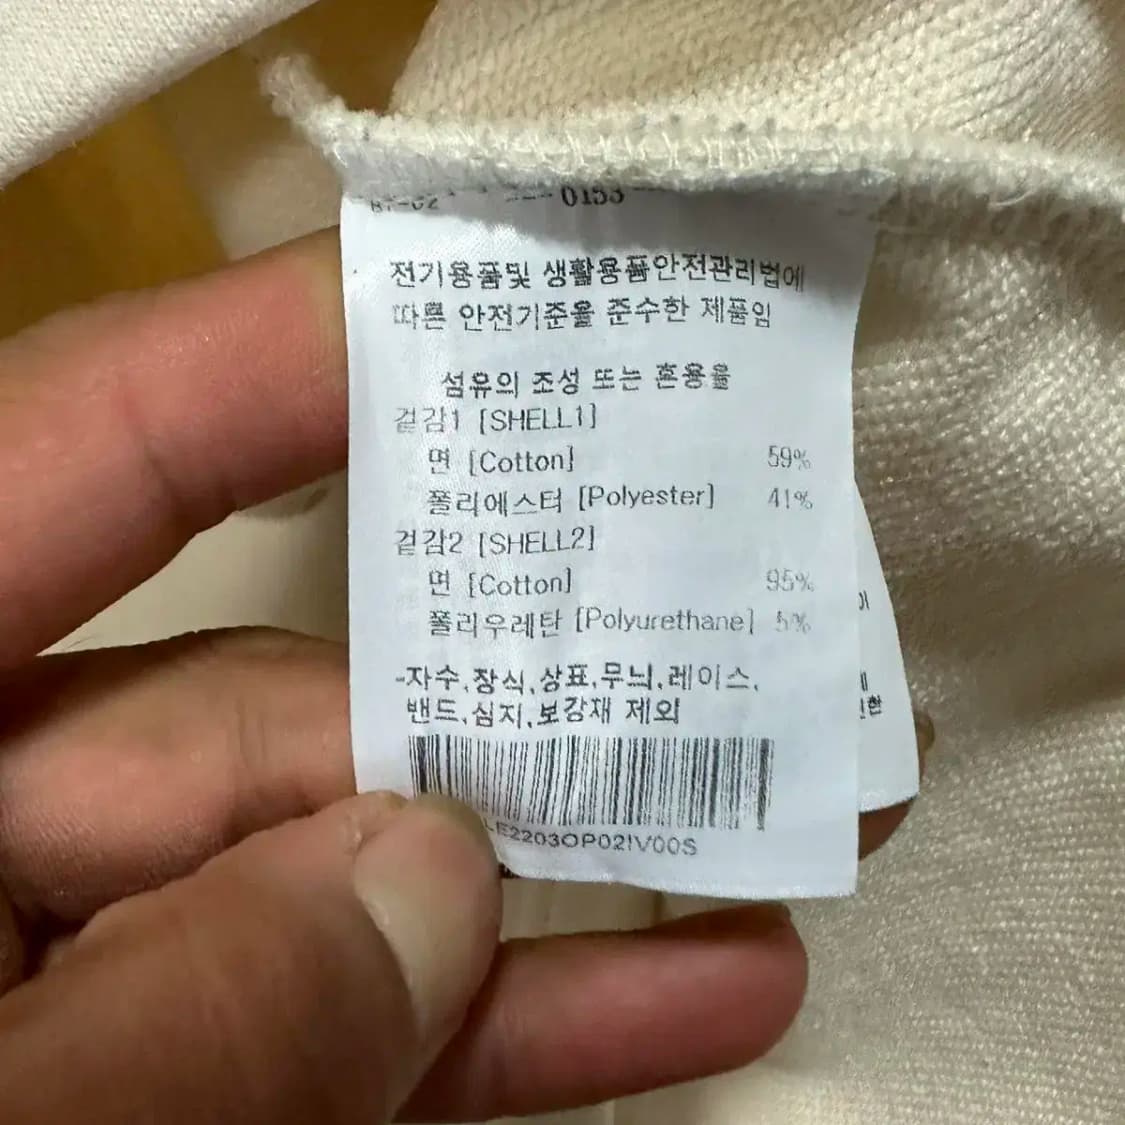 0153
전기용품및 생활용품안전관리법에
따른 안전기준을 준수한 제품임
섬유의 조성 또는 혼용율
겉감1 [SHELL1]
면 [Cotton] 59%
폴리에스터 [Polyester] 41%
겉감2 [SHELL2]
면 [Cotton] 95%
폴리우레탄 [Polyurethane] 5%
-자수,장식,상표,무늬,레이스,
밴드,심지,보강재 제외
LE2203OP02IV00S